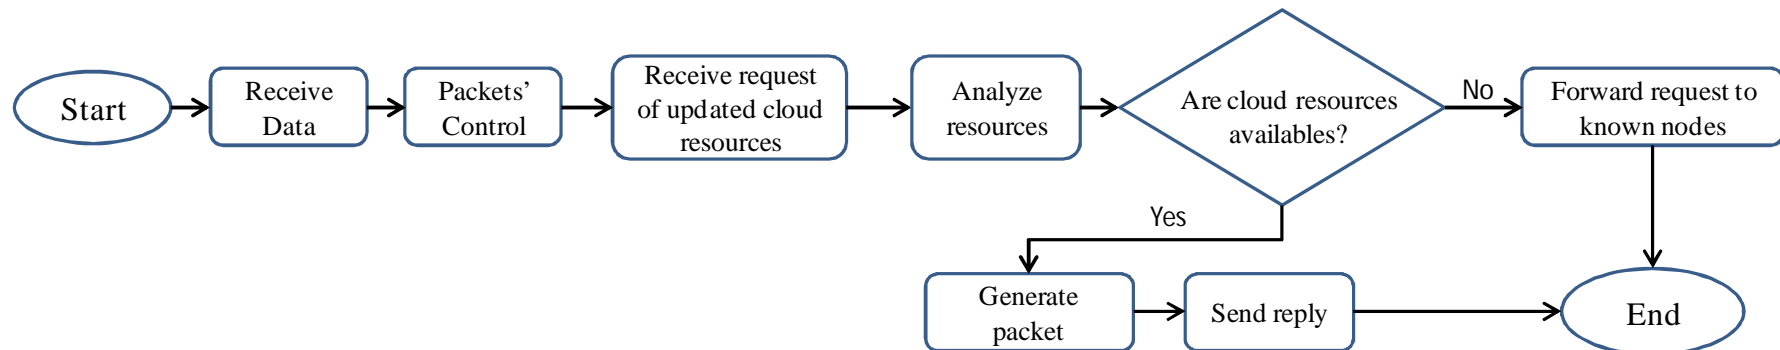 Start
Receive
Data
Packets’
Control
Receive request
of updated cloud
resources
Analyze
resources
Are cloud resources
availables?
No
Forward request to
known nodes
Yes
Generate
packet
Send reply
End